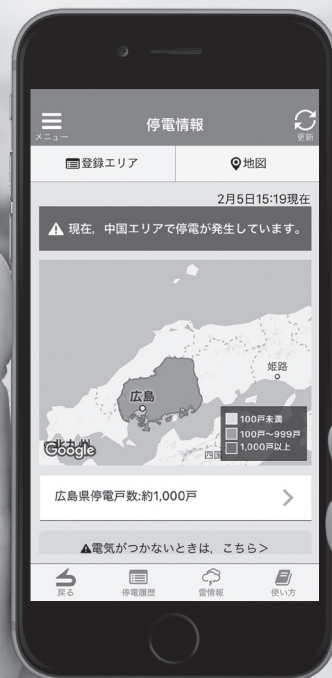 メニュー
停電情報
更新
登録エリア
地図
2月5日15:19現在
現在，中国エリアで停電が発生しています。
姫路
広島
北九州
Google
四国
100戸未満
100戸～999戸
1,000戸以上
広島県停電戸数:約1,000戸
電気がつかないときは，こちら＞
戻る
停電履歴
雷情報
使い方